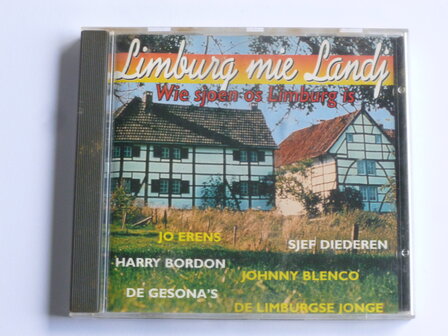 Limburg mie Landj
Wie sjoen os Limburg is
JO ERENS
SJEF DIEDEREN
HARRY BORDON
JOHNNY BLENCO
DE GESONA'S
DE LIMBURGSE JONGE